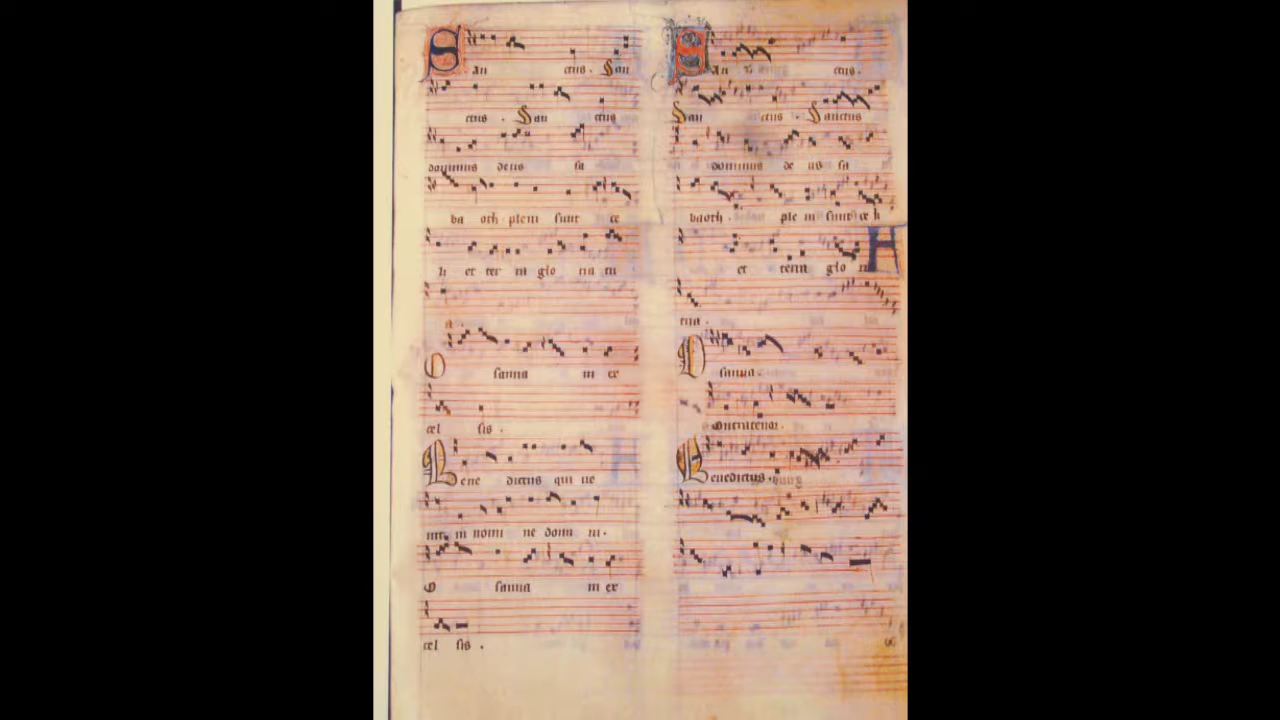 San ctus. San
ctus. San ctus
dominus deus sa
ba oth pleni sunt ce
li et ter ra glo ria tu
a.
O sanna in ex
cel sis.
Bene dictus qui ve
nit in nomi ne domi ni.
O sanna in ex
cel sis.
San ctus.
San ctus. Sanctus
dominus de us sa
baoth. ple ni sunt ce li
et terra glo
tua.
O sanna.
Contratenor.
Benedictus.